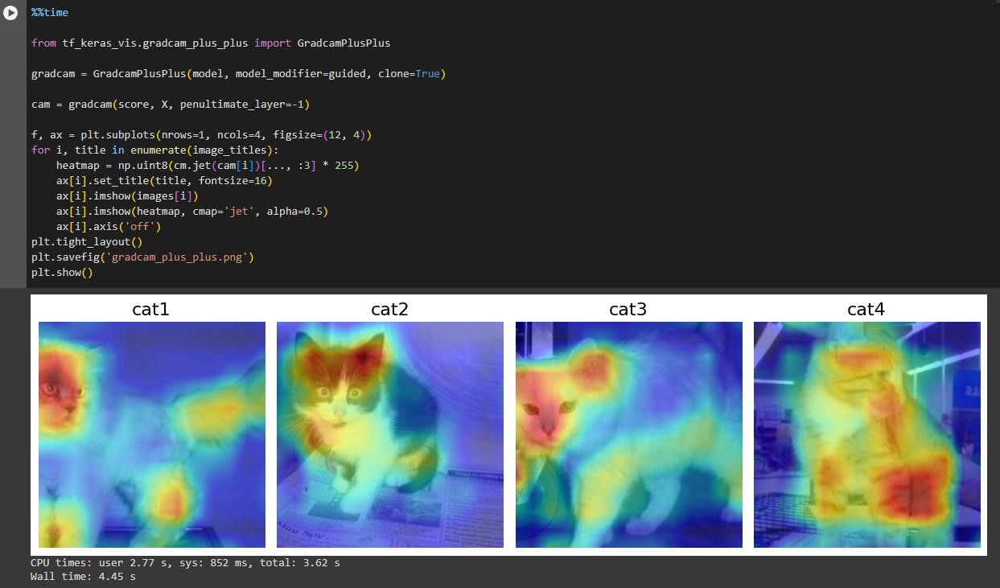 %%time
from tf_keras_vis.gradcam_plus_plus import GradcamPlusPlus
gradcam = GradcamPlusPlus(model, model_modifier=guided, clone=True)
cam = gradcam(score, X, penultimate_layer=-1)
f, ax = plt.subplots(nrows=1, ncols=4, figsize=(12, 4))
for i, title in enumerate(image_titles):
    heatmap = np.uint8(cm.jet(cam[i])[..., :3] * 255)
    ax[i].set_title(title, fontsize=16)
    ax[i].imshow(images[i])
    ax[i].imshow(heatmap, cmap='jet', alpha=0.5)
    ax[i].axis('off')
plt.tight_layout()
plt.savefig('gradcam_plus_plus.png')
plt.show()
cat1 cat2 cat3 cat4
Mini Spy...
CPU times: user 2.77 s, sys: 852 ms, total: 3.62 s
Wall time: 4.45 s